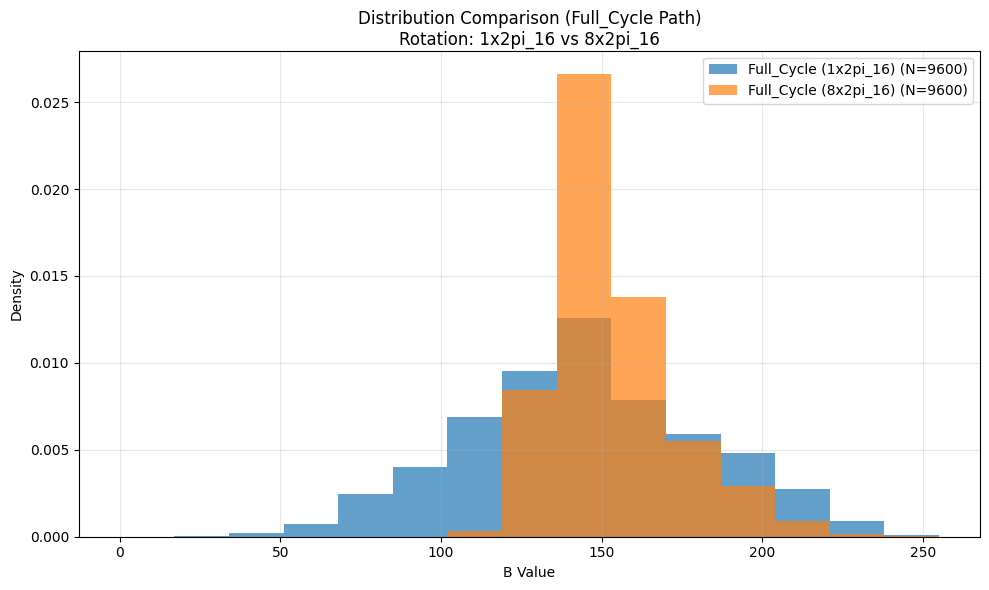 Distribution Comparison (Full_Cycle Path)
Rotation: 1x2pi_16 vs 8x2pi_16
Full_Cycle (1x2pi_16) (N=9600)
Full_Cycle (8x2pi_16) (N=9600)
Density
0.025
0.020
0.015
0.010
0.005
0.000
0 50 100 150 200 250
B Value